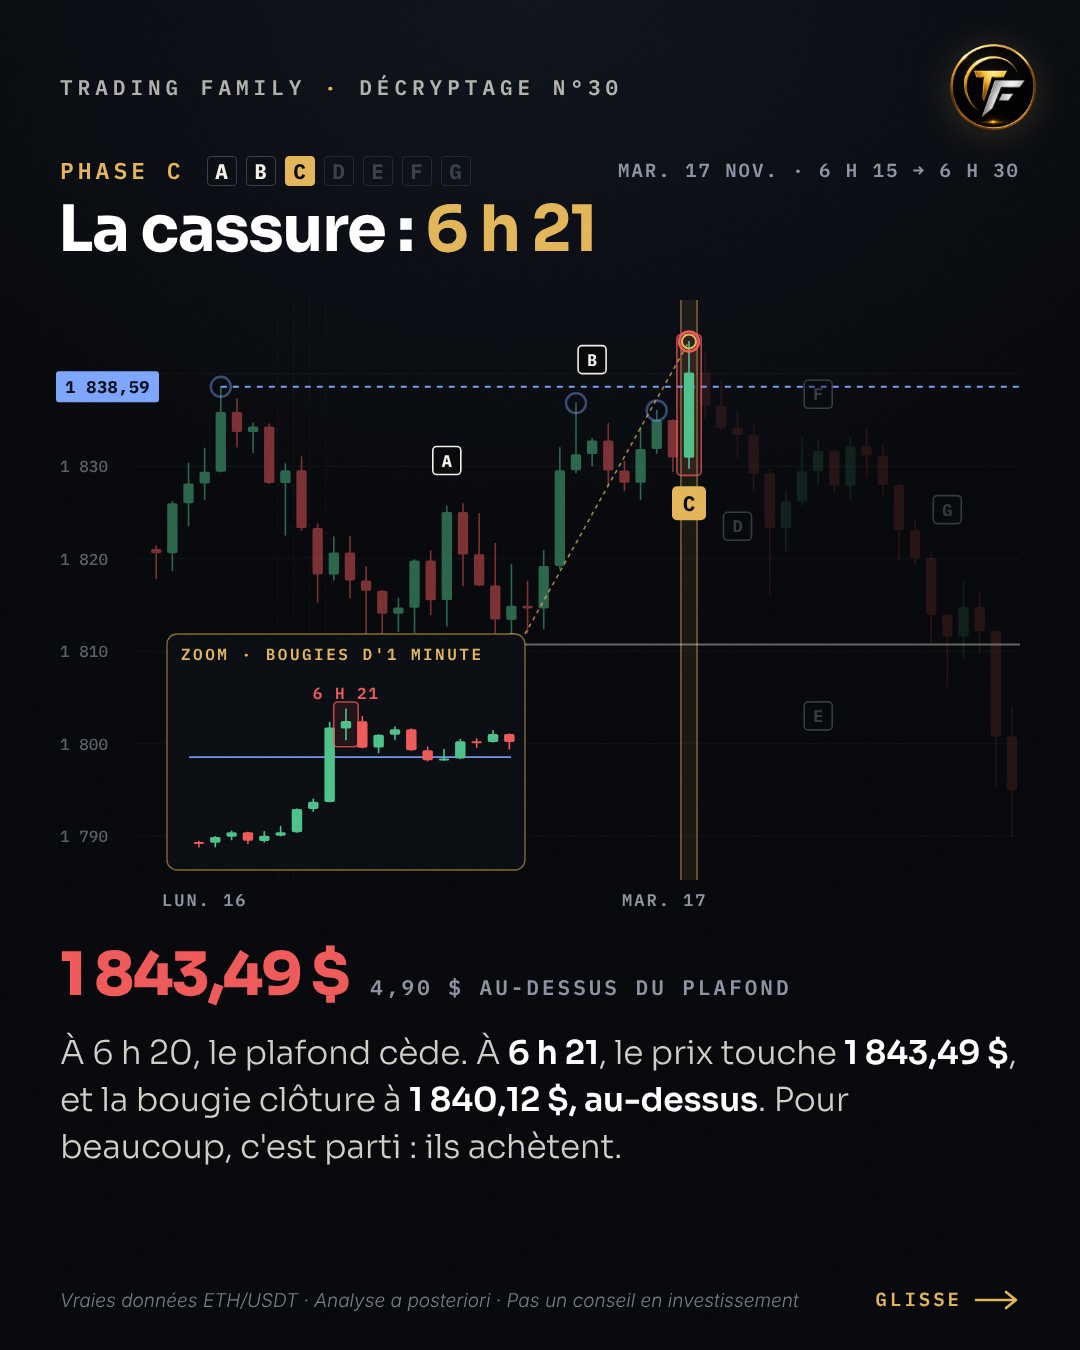 TRADING FAMILY · DÉCRYPTAGE N°30
TF
PHASE C A B C D E F G
MAR. 17 NOV. · 6 H 15 → 6 H 30
La cassure : 6 h 21
B
1 838,59
F
A
1 830
C
G
D
1 820
1 810
ZOOM · BOUGIES D'1 MINUTE
6 H 21
E
1 800
1 790
LUN. 16
MAR. 17
1 843,49 $ 4,90 $ AU-DESSUS DU PLAFOND
À 6 h 20, le plafond cède. À 6 h 21, le prix touche 1 843,49 $,
et la bougie clôture à 1 840,12 $, au-dessus. Pour
beaucoup, c'est parti : ils achètent.
Vraies données ETH/USDT · Analyse a posteriori · Pas un conseil en investissement
GLISSE →